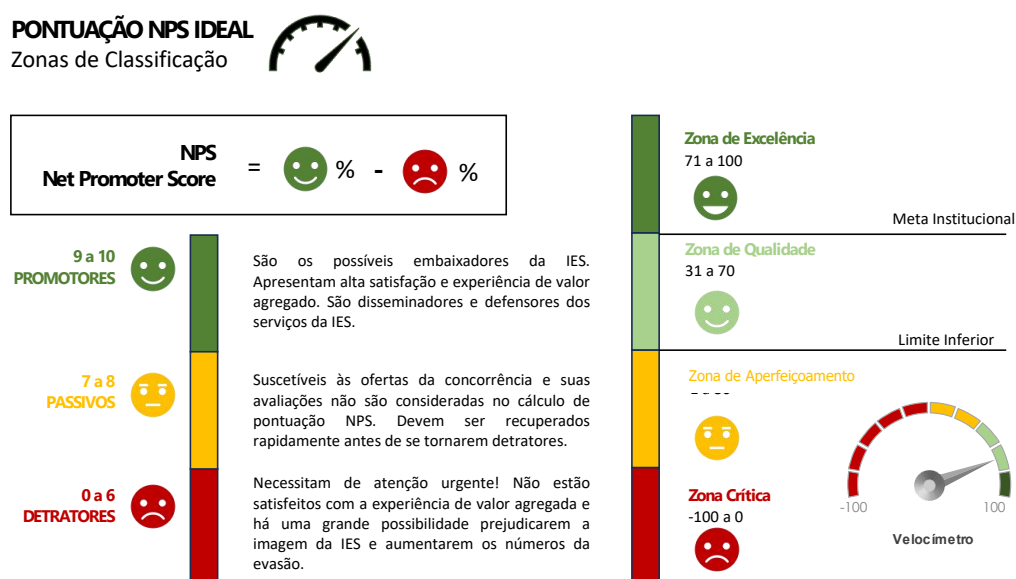 PONTUAÇÃO NPS IDEAL
Zonas de Classificação
NPS
Net Promoter Score
= % - %
9 a 10
PROMOTORES
São os possíveis embaixadores da IES.
Apresentam alta satisfação e experiência de valor
agregado. São disseminadores e defensores dos
serviços da IES.
7 a 8
PASSIVOS
Suscetíveis às ofertas da concorrência e suas
avaliações não são consideradas no cálculo de
pontuação NPS. Devem ser recuperados
rapidamente antes de se tornarem detratores.
0 a 6
DETRATORES
Necessitam de atenção urgente! Não estão
satisfeitos com a experiência de valor agregada e
há uma grande possibilidade prejudicarem a
imagem da IES e aumentarem os números da
evasão.
Zona de Excelência
71 a 100
Meta Institucional
Zona de Qualidade
31 a 70
Limite Inferior
Zona de Aperfeiçoamento
Zona Crítica
-100 a 0
-100
100
Velocímetro